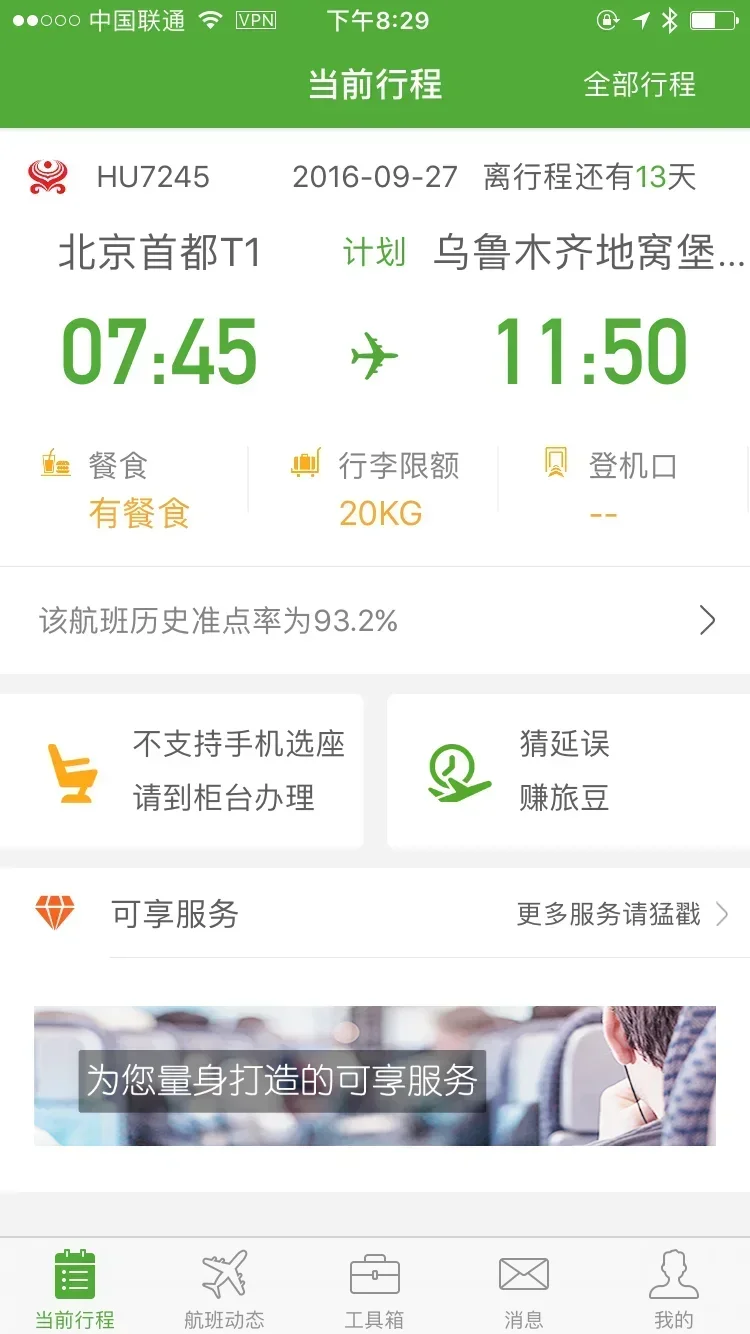 中国联通 VPN 下午8:29
当前行程 全部行程
HU7245 2016-09-27 离行程还有13天
北京首都T1 计划 乌鲁木齐地窝堡...
07:45 11:50
餐食 行李限额 登机口
有餐食 20KG --
该航班历史准点率为93.2%
不支持手机选座 猜延误
请到柜台办理 赚旅豆
可享服务 更多服务请猛戳
为您量身打造的可享服务
当前行程 航班动态 工具箱 消息 我的